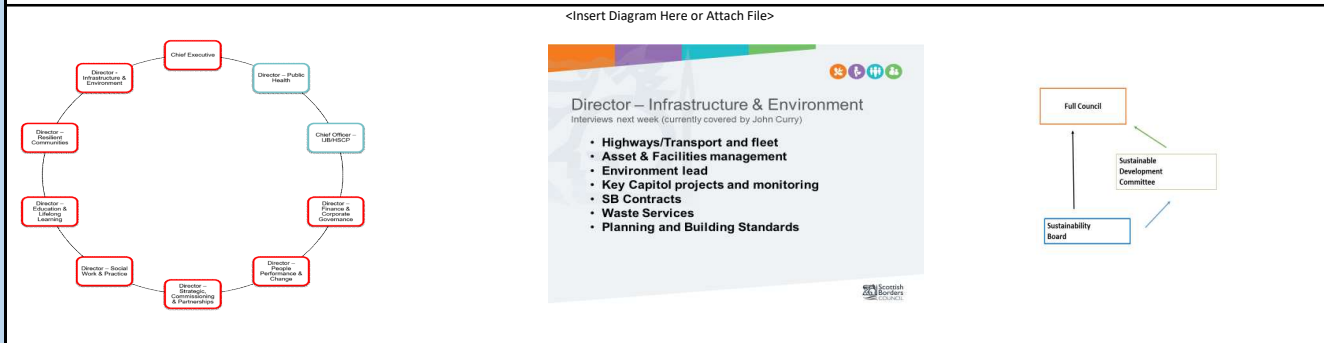 <Insert Diagram Here or Attach File>
Chief Executive
Director – Public
Health
Chief Officer –
IJB/HSCP
Director –
Finance &
Corporate
Governance
Director –
People
Performance &
Change
Director –
Strategic,
Commissioning
& Partnerships
Director – Social
Work & Practice
Director –
Education &
Lifelong
Learning
Director –
Resilient
Communities
Director -
Infrastructure &
Environment
Director – Infrastructure & Environment
Interviews next week (currently covered by John Curry)
• Highways/Transport and fleet
• Asset & Facilities management
• Environment lead
• Key Capitol projects and monitoring
• SB Contracts
• Waste Services
• Planning and Building Standards
Scottish
Borders
COUNCIL
Full Council
Sustainable
Development
Committee
Sustainability
Board